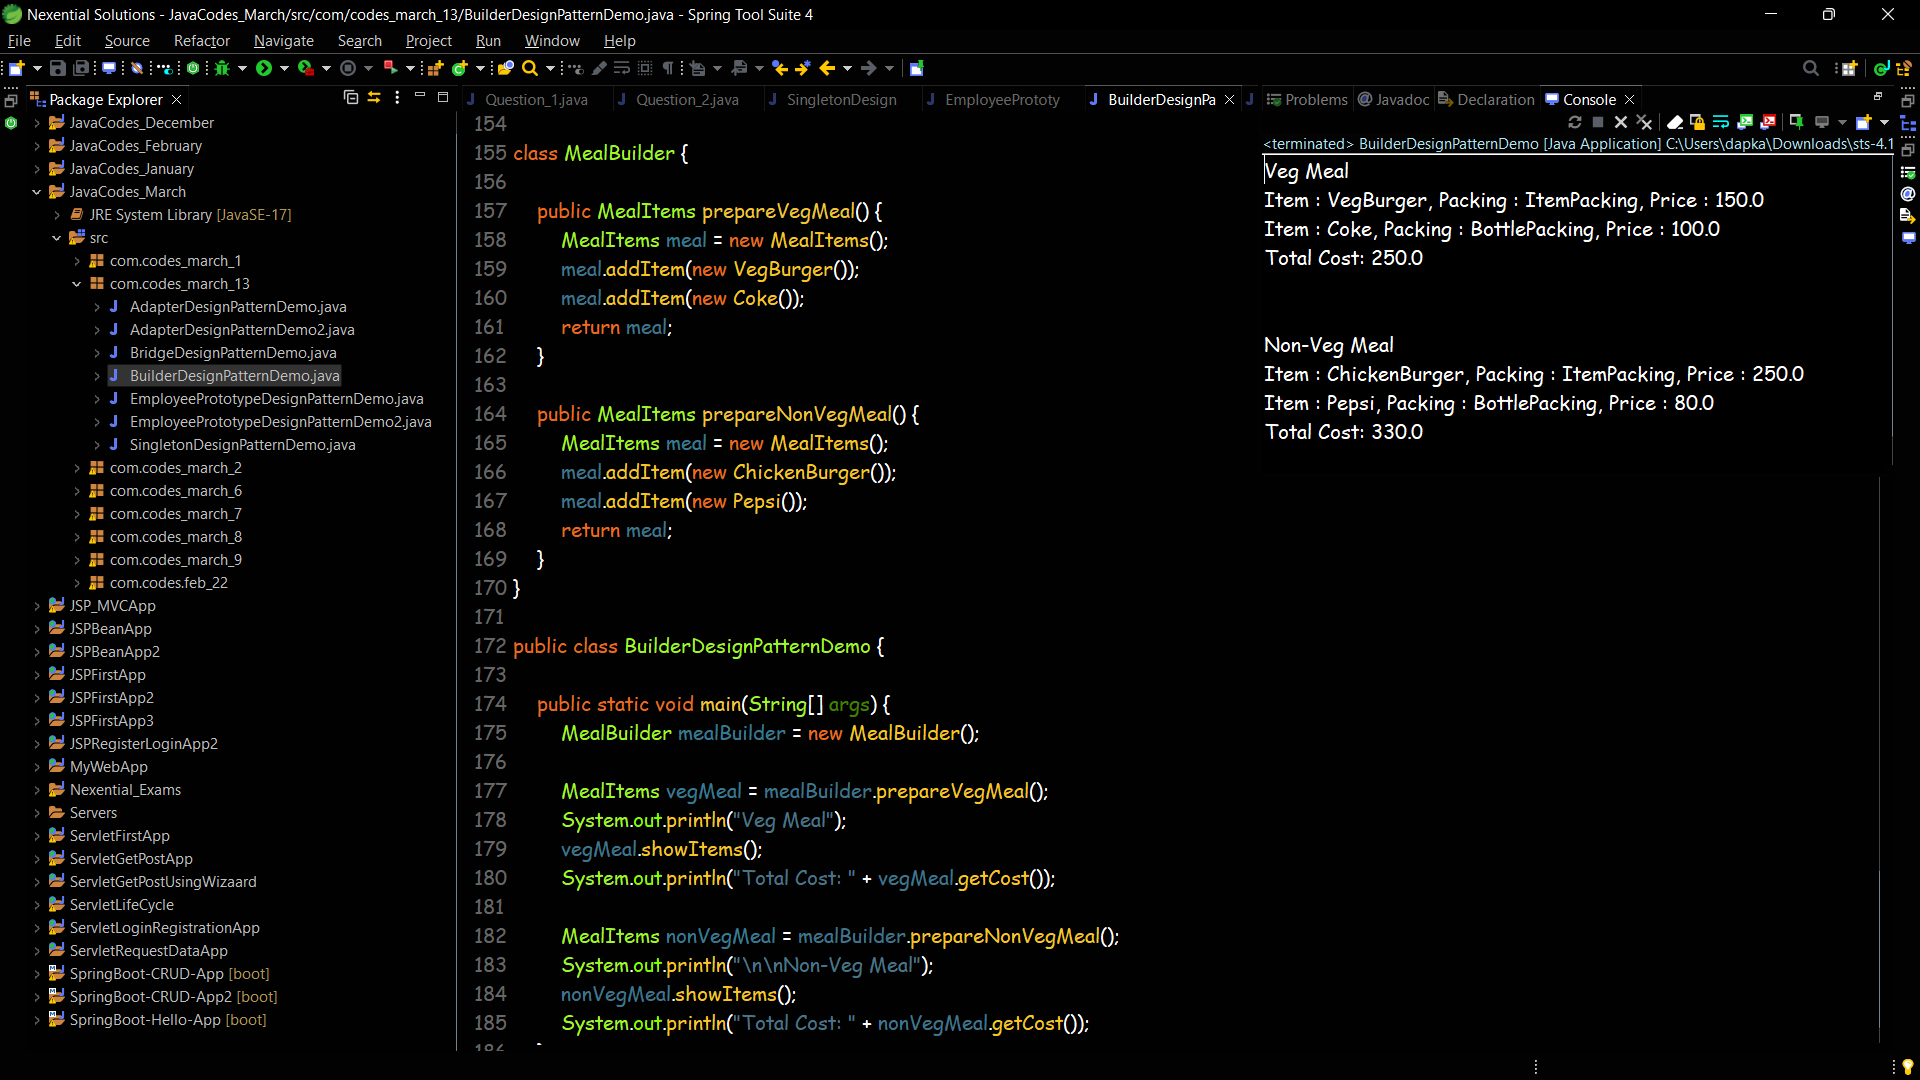 Nexential Solutions - JavaCodes_March/src/com/codes_march_13/BuilderDesignPatternDemo.java - Spring Tool Suite 4
File Edit Source Refactor Navigate Search Project Run Window Help
Package Explorer
JavaCodes_December
JavaCodes_February
JavaCodes_January
JavaCodes_March
JRE System Library [JavaSE-17]
src
com.codes_march_1
com.codes_march_13
AdapterDesignPatternDemo.java
AdapterDesignPatternDemo2.java
BridgeDesignPatternDemo.java
BuilderDesignPatternDemo.java
EmployeePrototypeDesignPatternDemo.java
EmployeePrototypeDesignPatternDemo2.java
SingletonDesignPatternDemo.java
com.codes_march_2
com.codes_march_6
com.codes_march_7
com.codes_march_8
com.codes_march_9
com.codes.feb_22
JSP_MVCApp
JSPBeanApp
JSPBeanApp2
JSPFirstApp
JSPFirstApp2
JSPFirstApp3
JSPRegisterLoginApp2
MyWebApp
Nexential_Exams
Servers
ServletFirstApp
ServletGetPostApp
ServletGetPostUsingWizaard
ServletLifeCycle
ServletLoginRegistrationApp
ServletRequestDataApp
SpringBoot-CRUD-App [boot]
SpringBoot-CRUD-App2 [boot]
SpringBoot-Hello-App [boot]
Question_1.java Question_2.java SingletonDesign EmployeePrototy BuilderDesignPa
154
155 class MealBuilder {
156
157 public MealItems prepareVegMeal() {
158 MealItems meal = new MealItems();
159 meal.addItem(new VegBurger());
160 meal.addItem(new Coke());
161 return meal;
162 }
163
164 public MealItems prepareNonVegMeal() {
165 MealItems meal = new MealItems();
166 meal.addItem(new ChickenBurger());
167 meal.addItem(new Pepsi());
168 return meal;
169 }
170 }
171
172 public class BuilderDesignPatternDemo {
173
174 public static void main(String[] args) {
175 MealBuilder mealBuilder = new MealBuilder();
176
177 MealItems vegMeal = mealBuilder.prepareVegMeal();
178 System.out.println("Veg Meal");
179 vegMeal.showItems();
180 System.out.println("Total Cost: " + vegMeal.getCost());
181
182 MealItems nonVegMeal = mealBuilder.prepareNonVegMeal();
183 System.out.println("\n\nNon-Veg Meal");
184 nonVegMeal.showItems();
185 System.out.println("Total Cost: " + nonVegMeal.getCost());
Problems Javadoc Declaration Console
<terminated> BuilderDesignPatternDemo [Java Application] C:\Users\dapka\Downloads\sts-4.1
Veg Meal
Item : VegBurger, Packing : ItemPacking, Price : 150.0
Item : Coke, Packing : BottlePacking, Price : 100.0
Total Cost: 250.0
Non-Veg Meal
Item : ChickenBurger, Packing : ItemPacking, Price : 250.0
Item : Pepsi, Packing : BottlePacking, Price : 80.0
Total Cost: 330.0